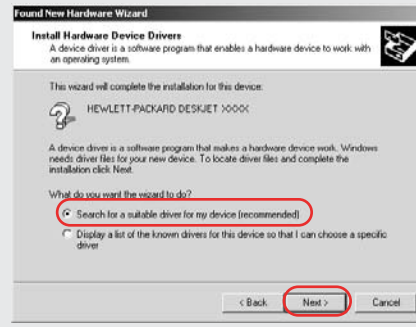 Found New Hardware Wizard
Install Hardware Device Drivers
A device driver is a software program that enables a hardware device to work with
an operating system.
This wizard will complete the installation for this device:
HEWLETT-PACKARD DESKJET XXXX
A device driver is a software program that makes a hardware device work. Windows
needs driver files for your new device. To locate driver files and complete the
installation click Next.
What do you want the wizard to do?
Search for a suitable driver for my device (recommended)
Display a list of the known drivers for this device so that I can choose a specific
driver
< Back
Next >
Cancel